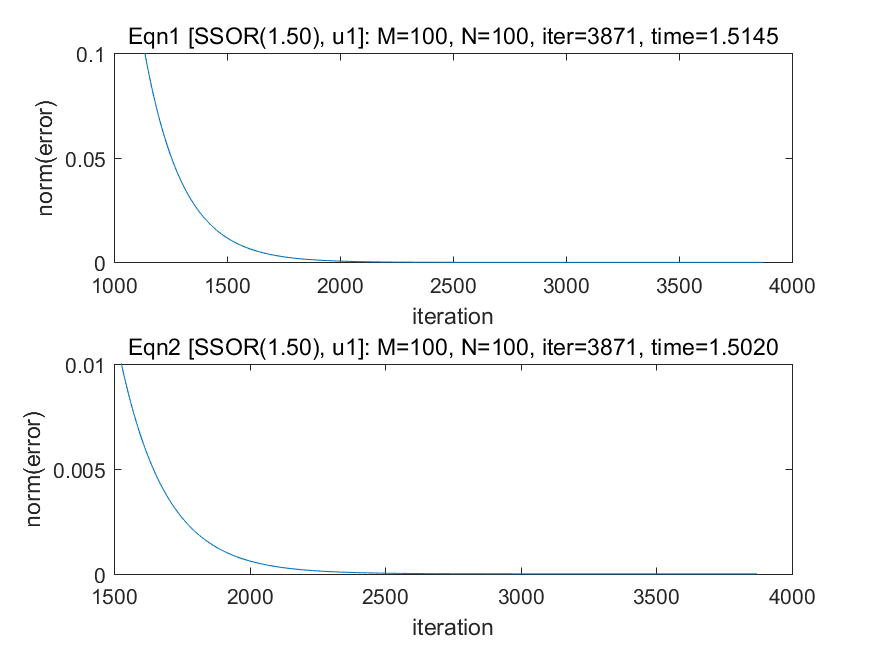 Eqn1 [SSOR(1.50), u1]: M=100, N=100, iter=3871, time=1.5145
0.1
0.05
0
norm(error)
1000 1500 2000 2500 3000 3500 4000
iteration
Eqn2 [SSOR(1.50), u1]: M=100, N=100, iter=3871, time=1.5020
0.01
0.005
0
norm(error)
1500 2000 2500 3000 3500 4000
iteration